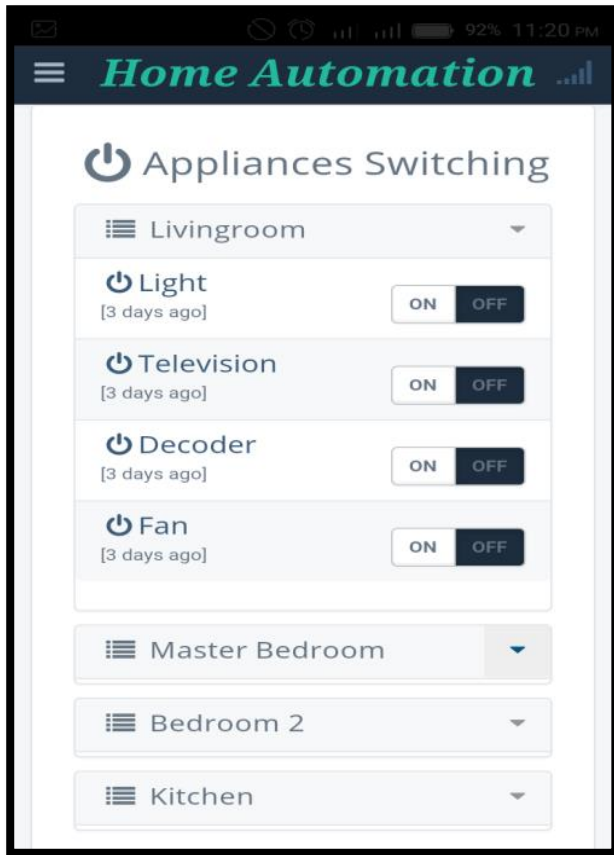 92% 11:20 PM
Home Automation
Appliances Switching
Livingroom
Light
[3 days ago]
ON OFF
Television
[3 days ago]
ON OFF
Decoder
[3 days ago]
ON OFF
Fan
[3 days ago]
ON OFF
Master Bedroom
Bedroom 2
Kitchen